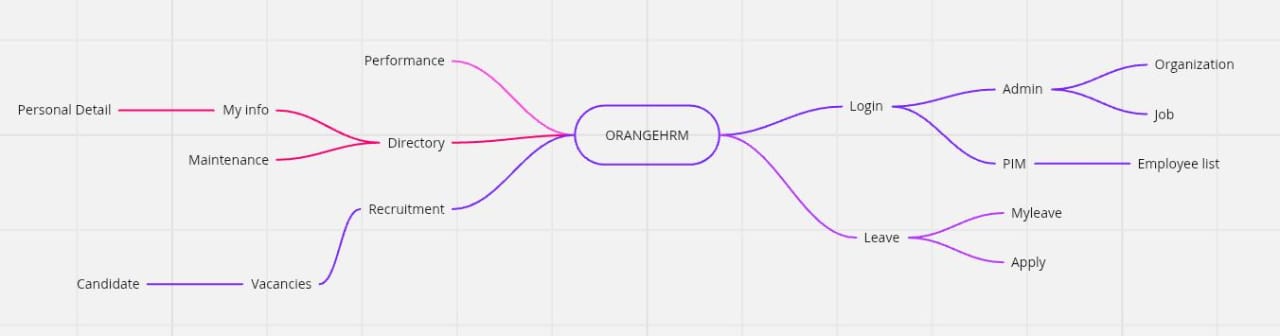 Performance
Personal Detail
My info
Maintenance
Directory
Recruitment
Candidate
Vacancies
ORANGEHRM
Login
Admin
Organization
Job
PIM
Employee list
Leave
Myleave
Apply